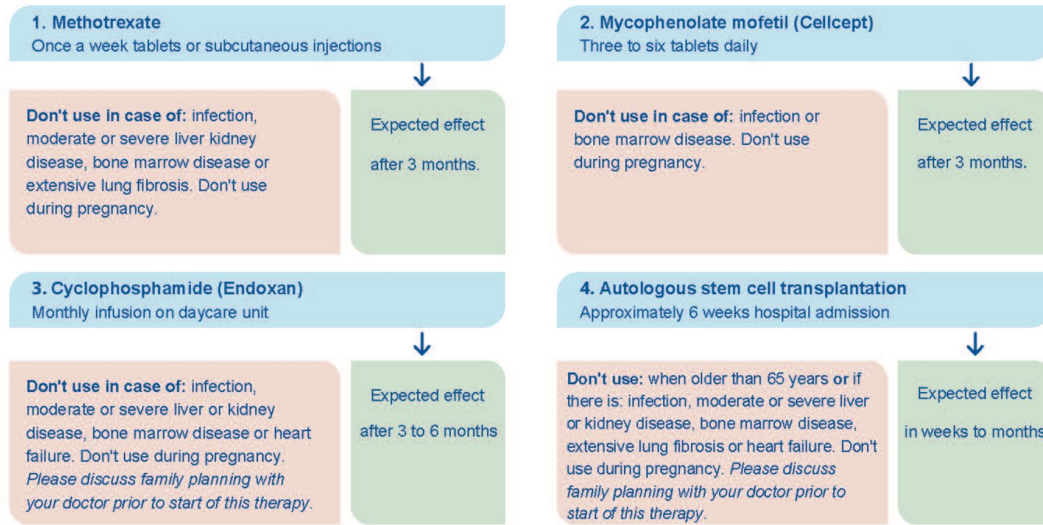 1. Methotrexate
Once a week tablets or subcutaneous injections
Don't use in case of: infection,
moderate or severe liver kidney
disease, bone marrow disease or
extensive lung fibrosis. Don't use
during pregnancy.
Expected effect
after 3 months.
2. Mycophenolate mofetil (Cellcept)
Three to six tablets daily
Don't use in case of: infection or
bone marrow disease. Don't use
during pregnancy.
Expected effect
after 3 months.
3. Cyclophosphamide (Endoxan)
Monthly infusion on daycare unit
Don't use in case of: infection,
moderate or severe liver or kidney
disease, bone marrow disease or heart
failure. Don't use during pregnancy.
Please discuss family planning with
your doctor prior to start of this therapy.
Expected effect
after 3 to 6 months
4. Autologous stem cell transplantation
Approximately 6 weeks hospital admission
Don't use: when older than 65 years or if
there is: infection, moderate or severe liver
or kidney disease, bone marrow disease,
extensive lung fibrosis or heart failure. Don't
use during pregnancy. Please discuss
family planning with your doctor prior to
start of this therapy.
Expected effect
in weeks to months